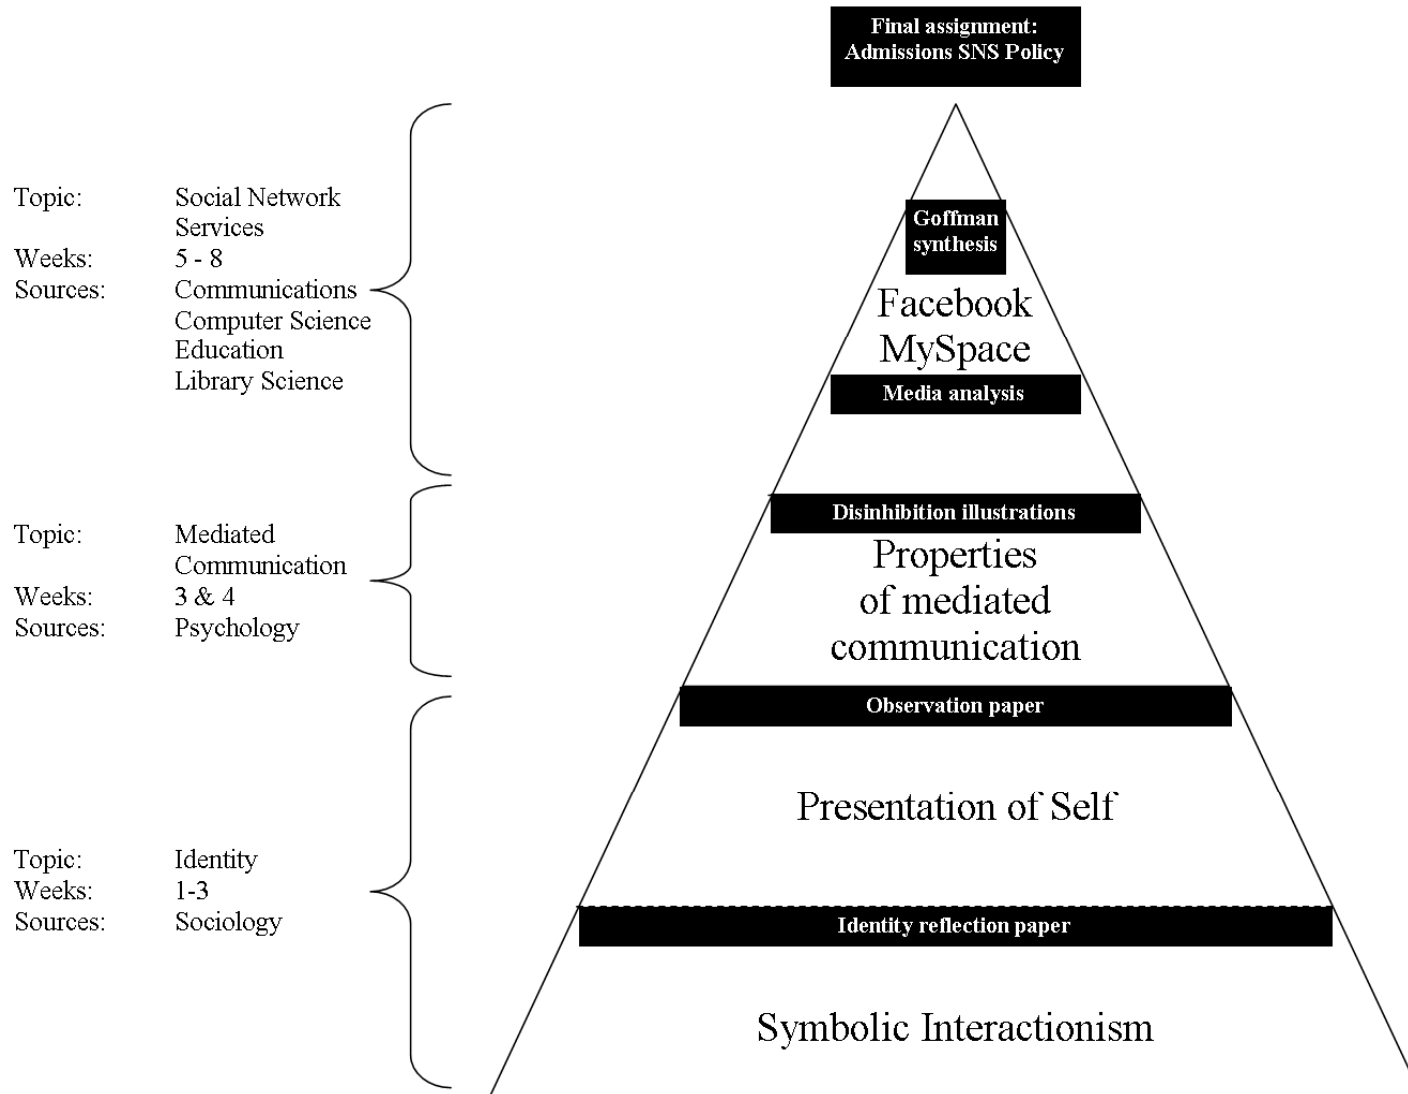 Final assignment:
Admissions SNS Policy
Topic: Social Network
Services
Weeks: 5 - 8
Sources: Communications
Computer Science
Education
Library Science
Goffman
synthesis
Facebook
MySpace
Media analysis
Topic: Mediated
Communication
Weeks: 3 & 4
Sources: Psychology
Disinhibition illustrations
Properties
of mediated
communication
Observation paper
Presentation of Self
Topic: Identity
Weeks: 1-3
Sources: Sociology
Identity reflection paper
Symbolic Interactionism